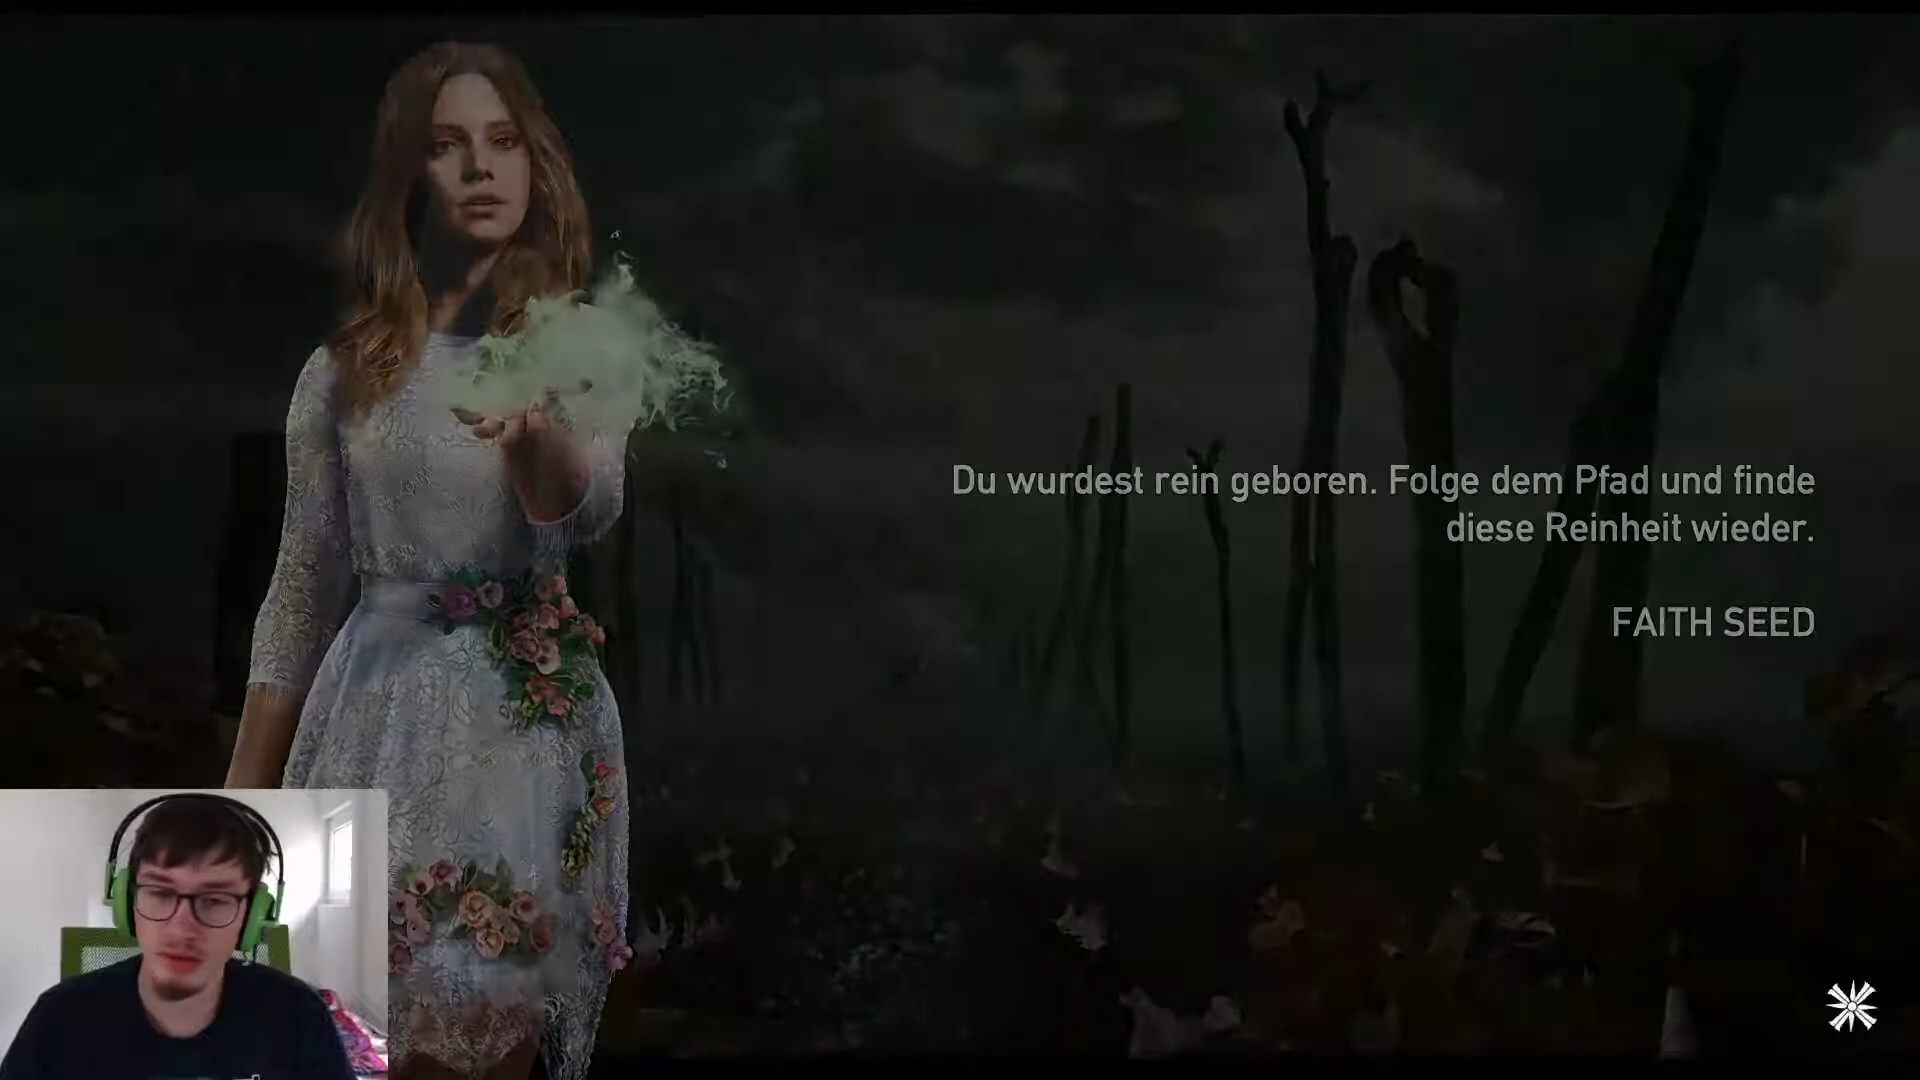 Du wurdest rein geboren. Folge dem Pfad und finde
diese Reinheit wieder.
FAITH SEED